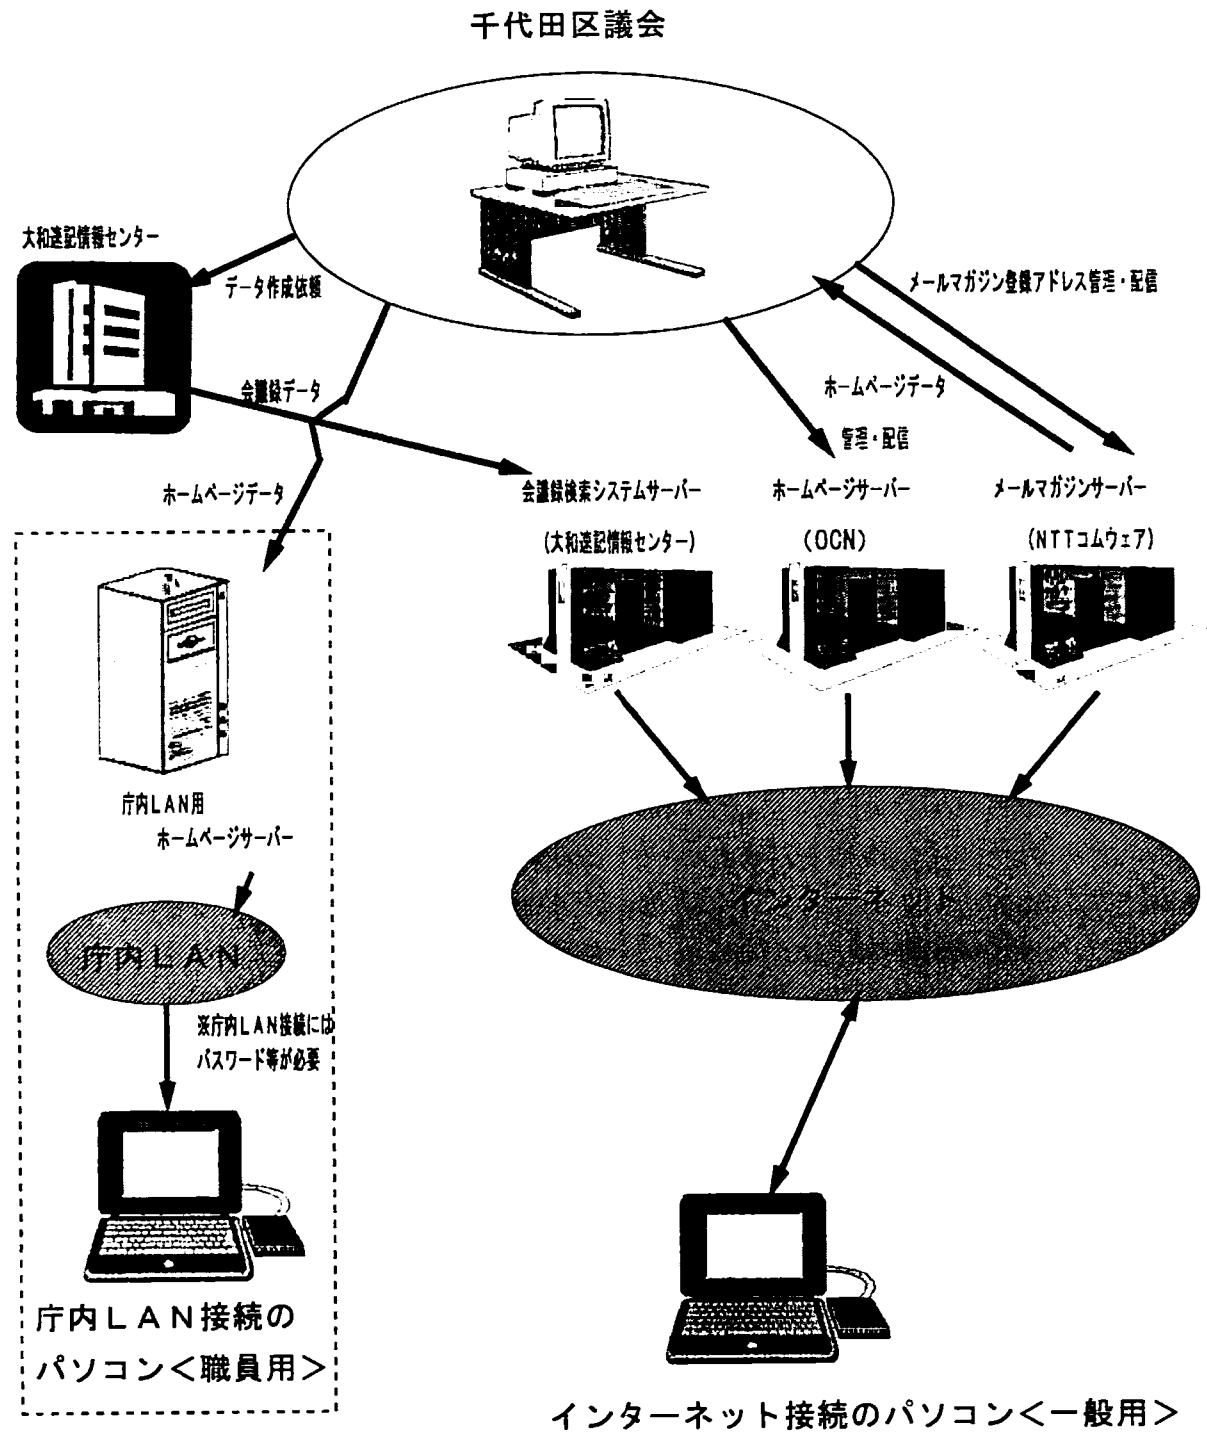 千代田区議会
大和速記情報センター
データ作成依頼
メールマガジン登録アドレス管理・配信
会議録データ
ホームページデータ
管理・配信
ホームページデータ
会議録検索システムサーバー
(大和速記情報センター)
ホームページサーバー
(OCN)
メールマガジンサーバー
(NTTコムウェア)
庁内LAN用
ホームページサーバー
インターネット
庁内LAN
※庁内LAN接続には
パスワード等が必要
庁内LAN接続の
パソコン＜職員用＞
インターネット接続のパソコン＜一般用＞